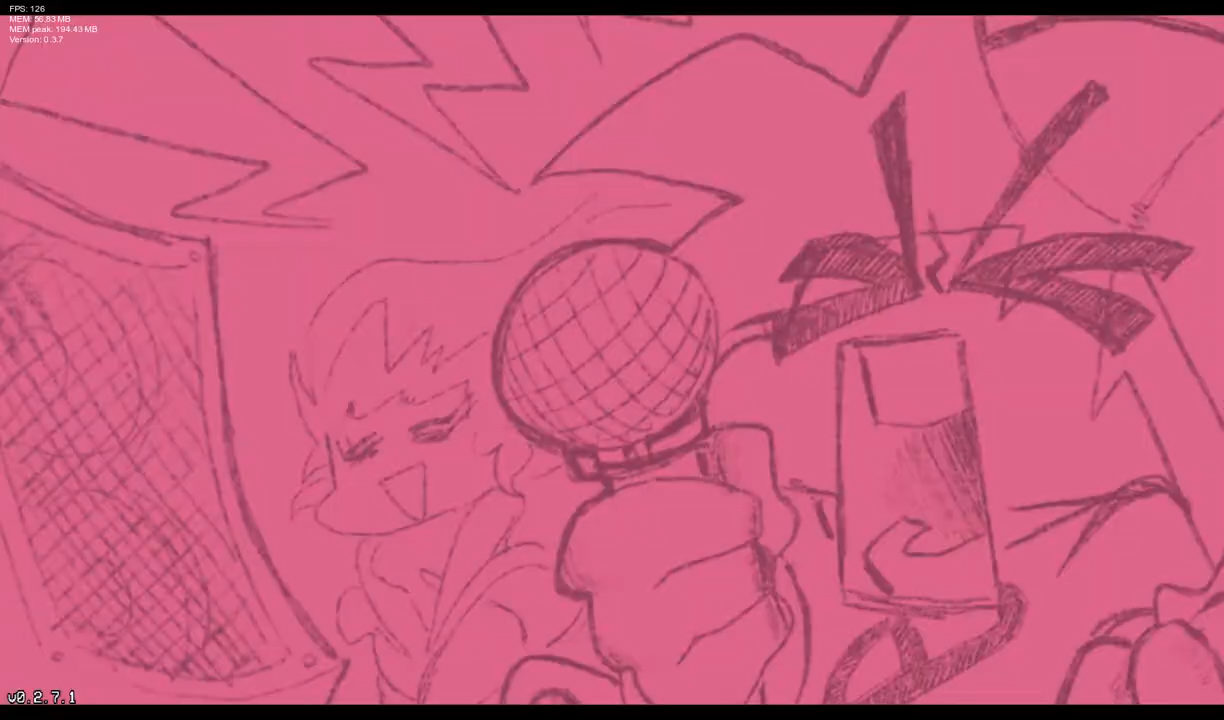 FPS: 126
MEM: 56.83 MB
MEM peak: 194.43 MB
Version: 0.3.7
v0.2.7.1